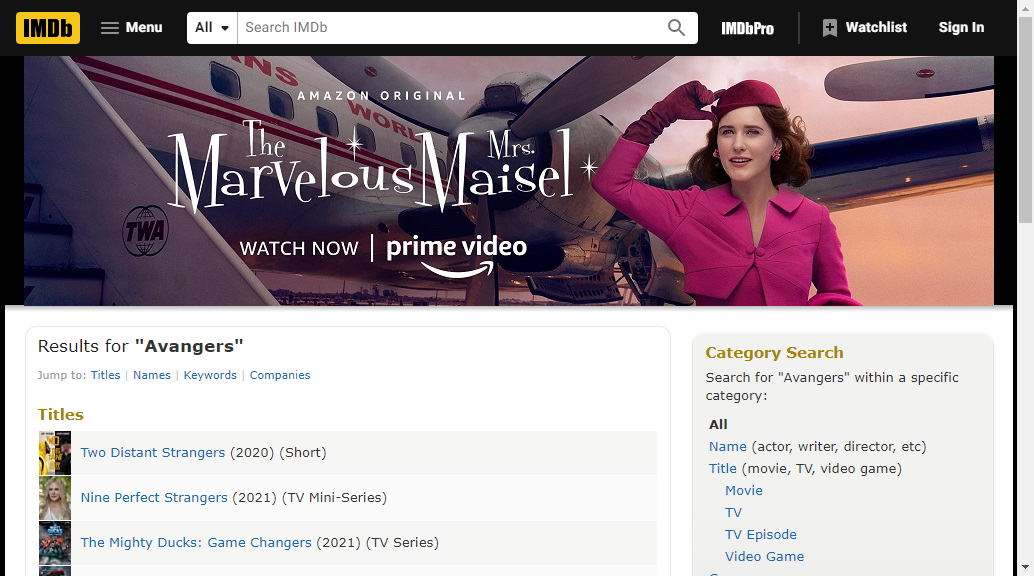 IMDb Menu All Search IMDb IMDbPro Watchlist Sign In
AMAZON ORIGINAL
The Marvelous Mrs. Maisel
WATCH NOW | prime video
TWA
Results for "Avangers"
Jump to: Titles | Names | Keywords | Companies
Titles
Two Distant Strangers (2020) (Short)
Nine Perfect Strangers (2021) (TV Mini-Series)
The Mighty Ducks: Game Changers (2021) (TV Series)
Category Search
Search for "Avangers" within a specific
category:
All
Name (actor, writer, director, etc)
Title (movie, TV, video game)
Movie
TV
TV Episode
Video Game